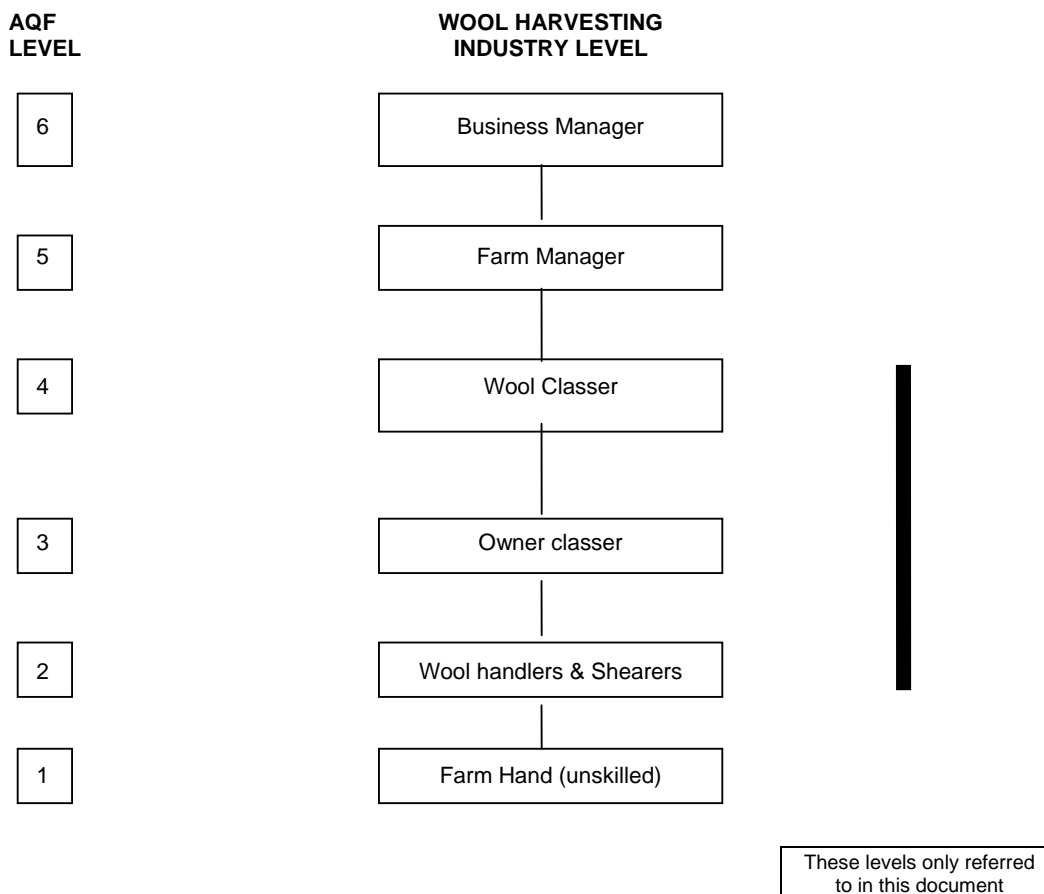 AQF
LEVEL
WOOL HARVESTING
INDUSTRY LEVEL
6
Business Manager
5
Farm Manager
4
Wool Classer
3
Owner classer
2
Wool handlers & Shearers
1
Farm Hand (unskilled)
These levels only referred
to in this document